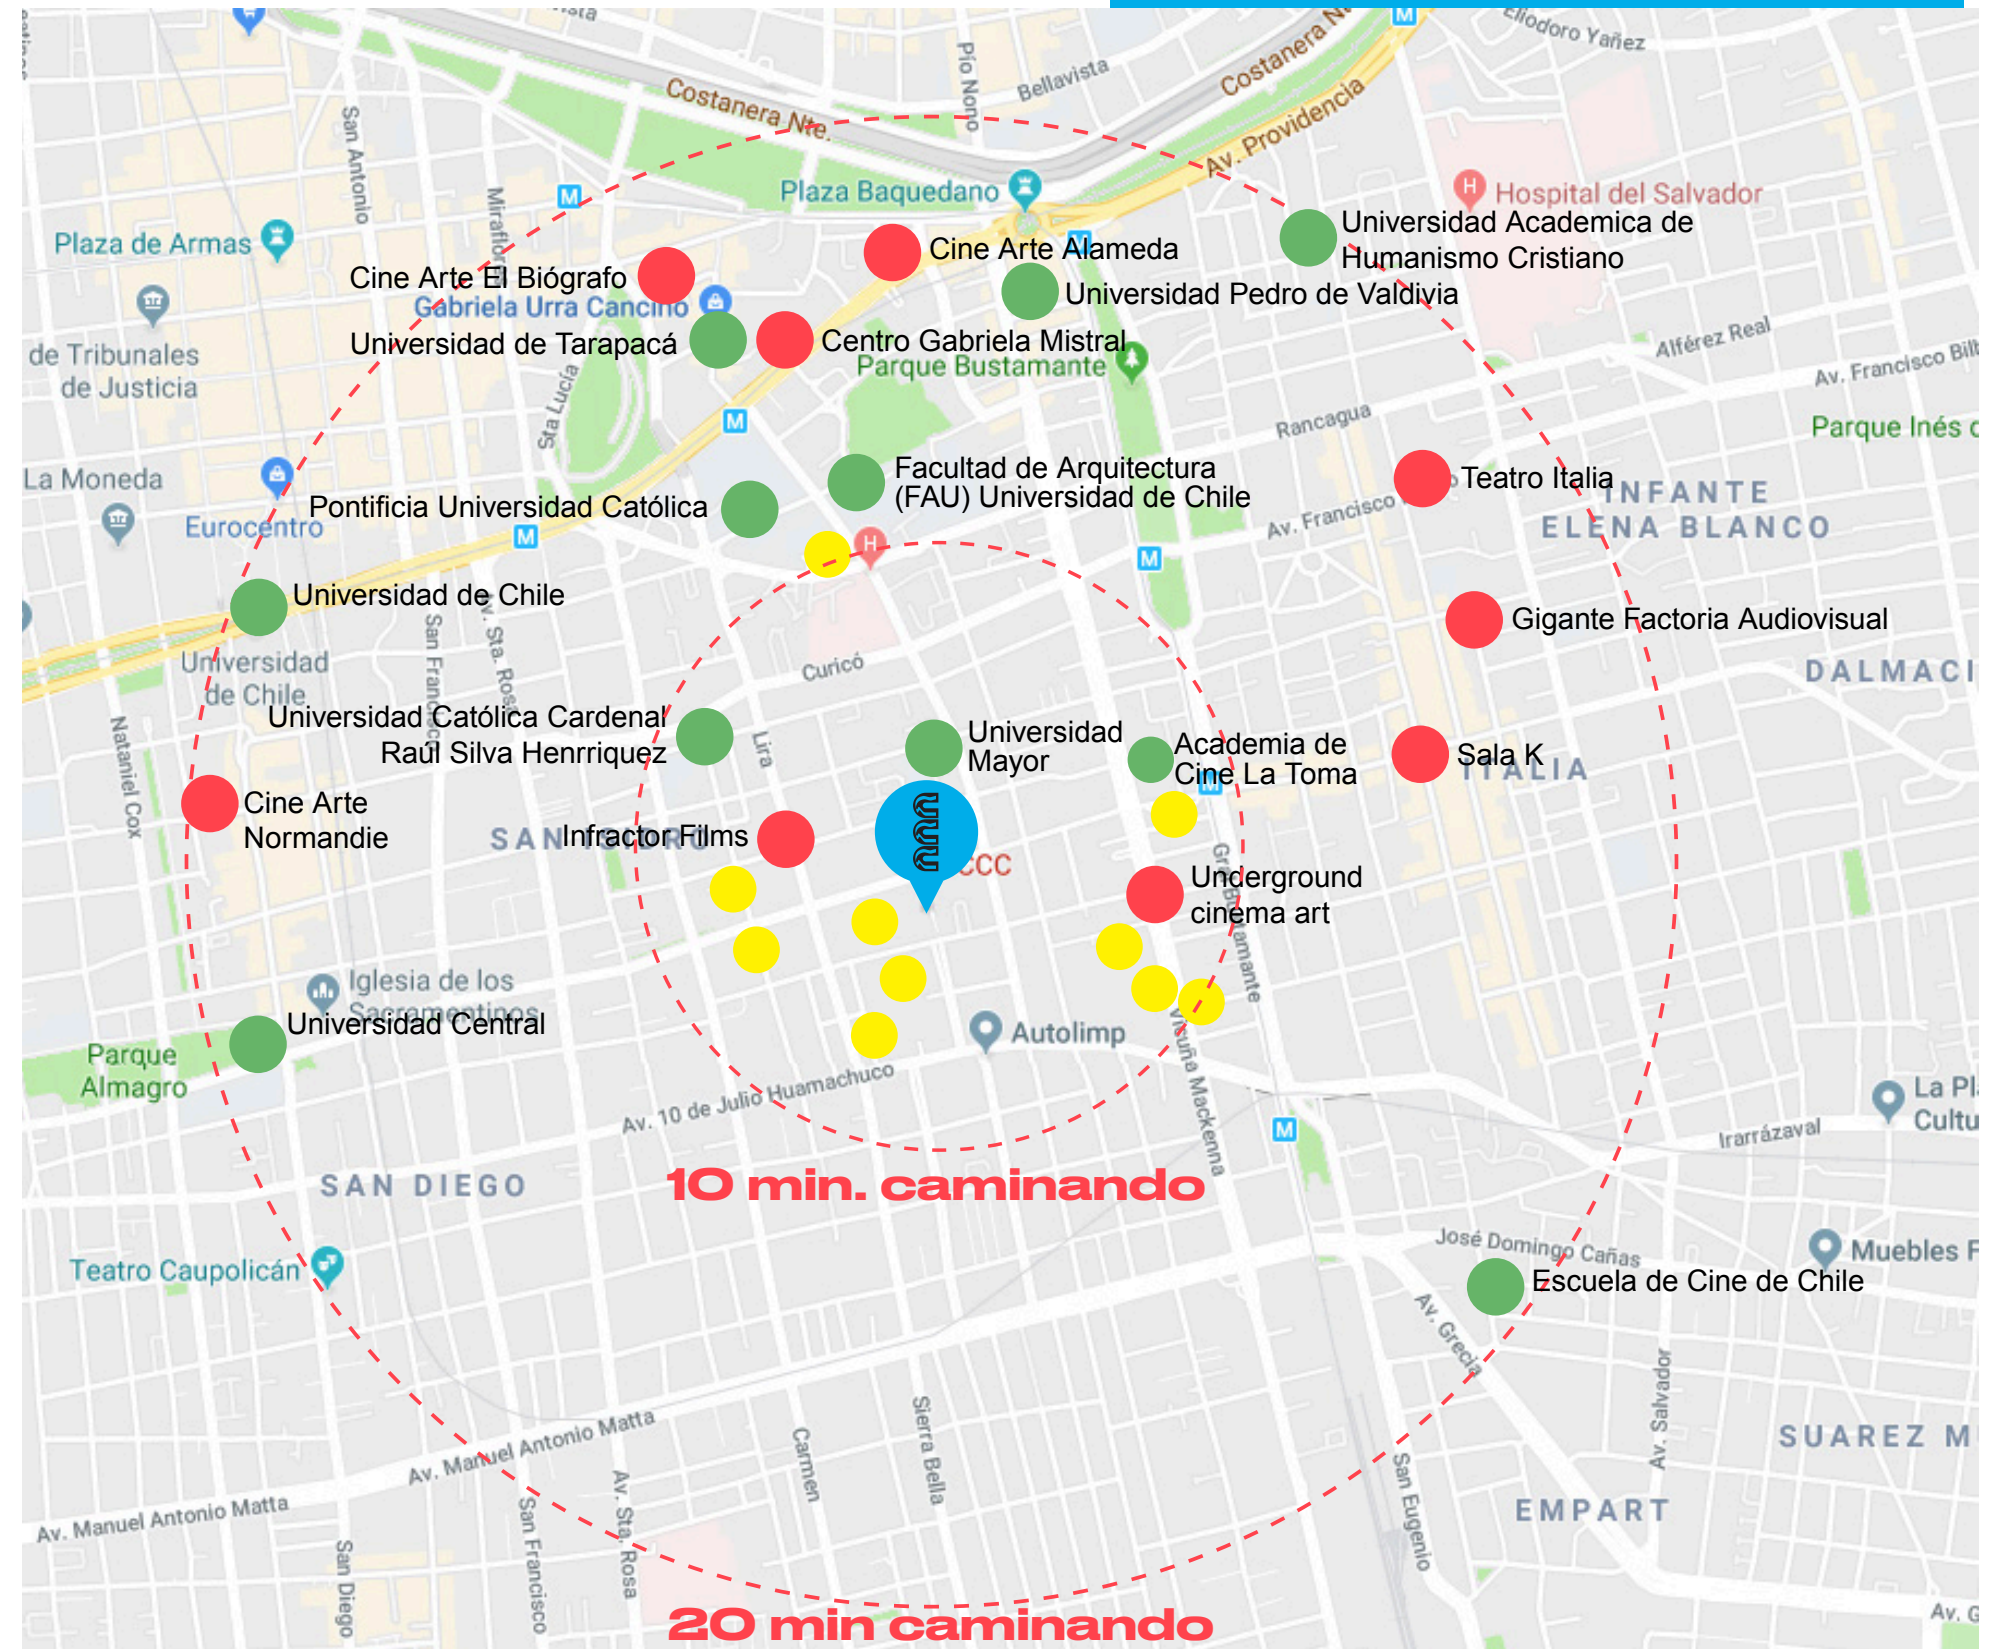 Eliodoro Yañez
Pío Nono
Bellavista
Costanera
Costanera Nte.
Av. Providencia
San Antonio
Plaza Baquedano
Hospital del Salvador
Miraflores
Plaza de Armas
Universidad Academica de
Humanismo Cristiano
Cine Arte Alameda
Cine Arte El Biógrafo
Gabriela Urra Cancino
Universidad Pedro de Valdivia
Universidad de Tarapacá
Centro Gabriela Mistral
Parque Bustamante
de Tribunales
de Justicia
Alférez Real
Av. Francisco Bilb
Sta Lucía
Rancagua
Parque Inés
La Moneda
Facultad de Arquitectura
(FAU) Universidad de Chile
Teatro Italia
INFANTE
ELENA BLANCO
Pontificia Universidad Católica
Eurocentro
Av. Francisco
Universidad de Chile
Av. Sta. Rosa
San Francisco
Gigante Factoria Audiovisual
Universidad
de Chile
Curicó
DALMACI
Universidad Católica Cardenal
Raúl Silva Henrriquez
Lira
Universidad
Mayor
Academia de
Cine La Toma
Sala K
ITALIA
Nataniel Cox
Cine Arte
Normandie
SAN ISIDRO
Infractor Films
CCC
Underground
cinema art
Gral Bustamante
Iglesia de los
Sacramentinos
Universidad Central
Autolimp
Parque
Almagro
Vicuña Mackenna
Av. 10 de Julio Huamachuco
La Pl
Cultu
Irarrázaval
SAN DIEGO
10 min. caminando
José Domingo Cañas
Teatro Caupolicán
Muebles F
Escuela de Cine de Chile
Av. Grecia
Av. Salvador
Av. Manuel Antonio Matta
Sierra Bella
Carmen
SUAREZ M
Av. Manuel Antonio Matta
San Diego
San Francisco
Av. Sta. Rosa
San Eugenio
EMPART
Av. G
20 min caminando